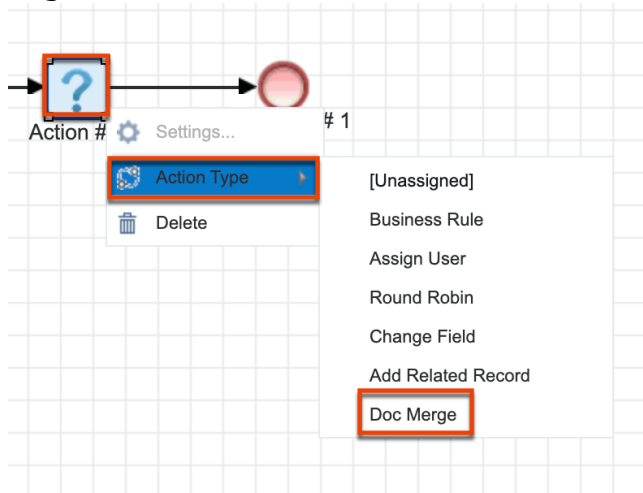 ?
Action #
# 1
Settings...
Action Type
Delete
[Unassigned]
Business Rule
Assign User
Round Robin
Change Field
Add Related Record
Doc Merge